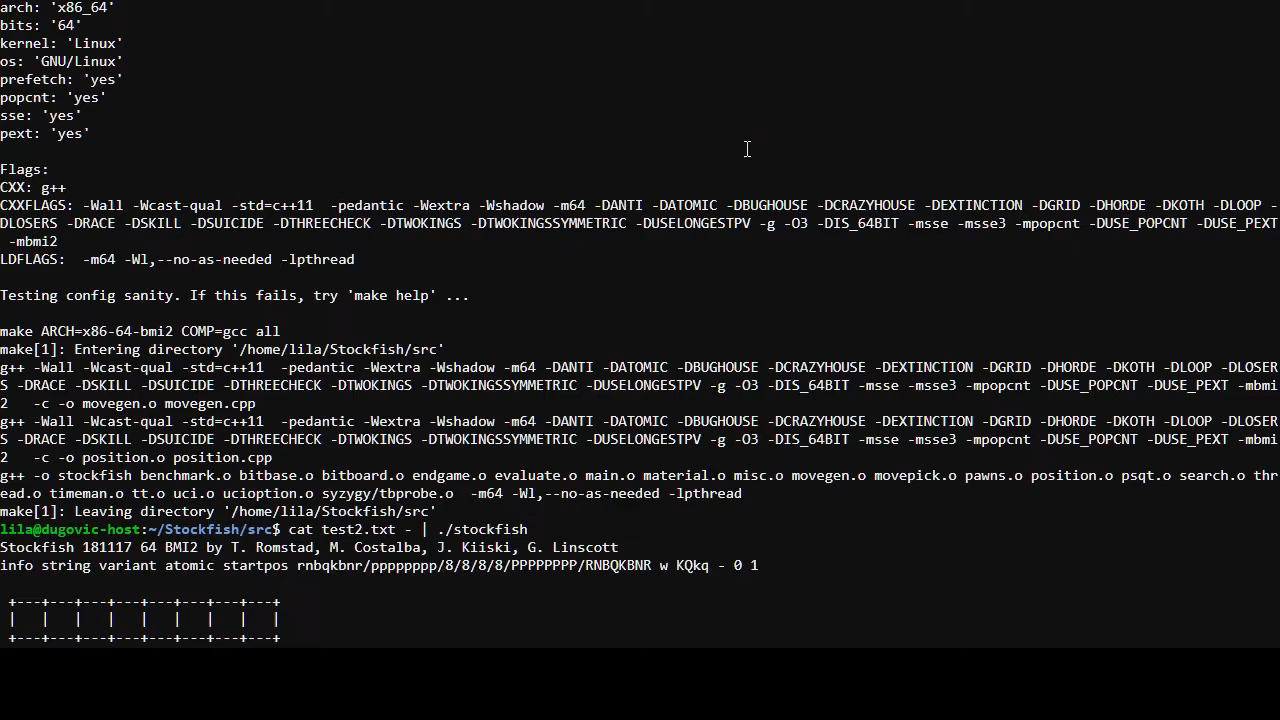 arch: 'x86_64'
bits: '64'
kernel: 'Linux'
os: 'GNU/Linux'
prefetch: 'yes'
popcnt: 'yes'
sse: 'yes'
pext: 'yes'
Flags:
CXX: g++
CXXFLAGS: -Wall -Wcast-qual -std=c++11  -pedantic -Wextra -Wshadow -m64 -DANTI -DATOMIC -DBUGHOUSE -DCRAZYHOUSE -DEXTINCTION -DGRID -DHORDE -DKOTH -DLOOP -
DLOSERS -DRACE -DSKILL -DSUICIDE -DTHREECHECK -DTWOKINGS -DTWOKINGSSYMMETRIC -DUSELONGESTPV -g -O3 -DIS_64BIT -msse -msse3 -mpopcnt -DUSE_POPCNT -DUSE_PEXT
-mbmi2
LDFLAGS:  -m64 -Wl,--no-as-needed -lpthread
Testing config sanity. If this fails, try 'make help' ...
make ARCH=x86-64-bmi2 COMP=gcc all
make[1]: Entering directory '/home/lila/Stockfish/src'
g++ -Wall -Wcast-qual -std=c++11  -pedantic -Wextra -Wshadow -m64 -DANTI -DATOMIC -DBUGHOUSE -DCRAZYHOUSE -DEXTINCTION -DGRID -DHORDE -DKOTH -DLOOP -DLOSER
S -DRACE -DSKILL -DSUICIDE -DTHREECHECK -DTWOKINGS -DTWOKINGSSYMMETRIC -DUSELONGESTPV -g -O3 -DIS_64BIT -msse -msse3 -mpopcnt -DUSE_POPCNT -DUSE_PEXT -mbmi
2   -c -o movegen.o movegen.cpp
g++ -Wall -Wcast-qual -std=c++11  -pedantic -Wextra -Wshadow -m64 -DANTI -DATOMIC -DBUGHOUSE -DCRAZYHOUSE -DEXTINCTION -DGRID -DHORDE -DKOTH -DLOOP -DLOSER
S -DRACE -DSKILL -DSUICIDE -DTHREECHECK -DTWOKINGS -DTWOKINGSSYMMETRIC -DUSELONGESTPV -g -O3 -DIS_64BIT -msse -msse3 -mpopcnt -DUSE_POPCNT -DUSE_PEXT -mbmi
2   -c -o position.o position.cpp
g++ -o stockfish benchmark.o bitbase.o bitboard.o endgame.o evaluate.o main.o material.o misc.o movegen.o movepick.o pawns.o position.o psqt.o search.o thr
ead.o timeman.o tt.o uci.o ucioption.o syzygy/tbprobe.o  -m64 -Wl,--no-as-needed -lpthread
make[1]: Leaving directory '/home/lila/Stockfish/src'
lila@dugovic-host:~/Stockfish/src$ cat test2.txt - | ./stockfish
Stockfish 181117 64 BMI2 by T. Romstad, M. Costalba, J. Kiiski, G. Linscott
info string variant atomic startpos rnbqkbnr/pppppppp/8/8/8/8/PPPPPPPP/RNBQKBNR w KQkq - 0 1
+---+---+---+---+---+---+---+---+
|   |   |   |   |   |   |   |   |
+---+---+---+---+---+---+---+---+